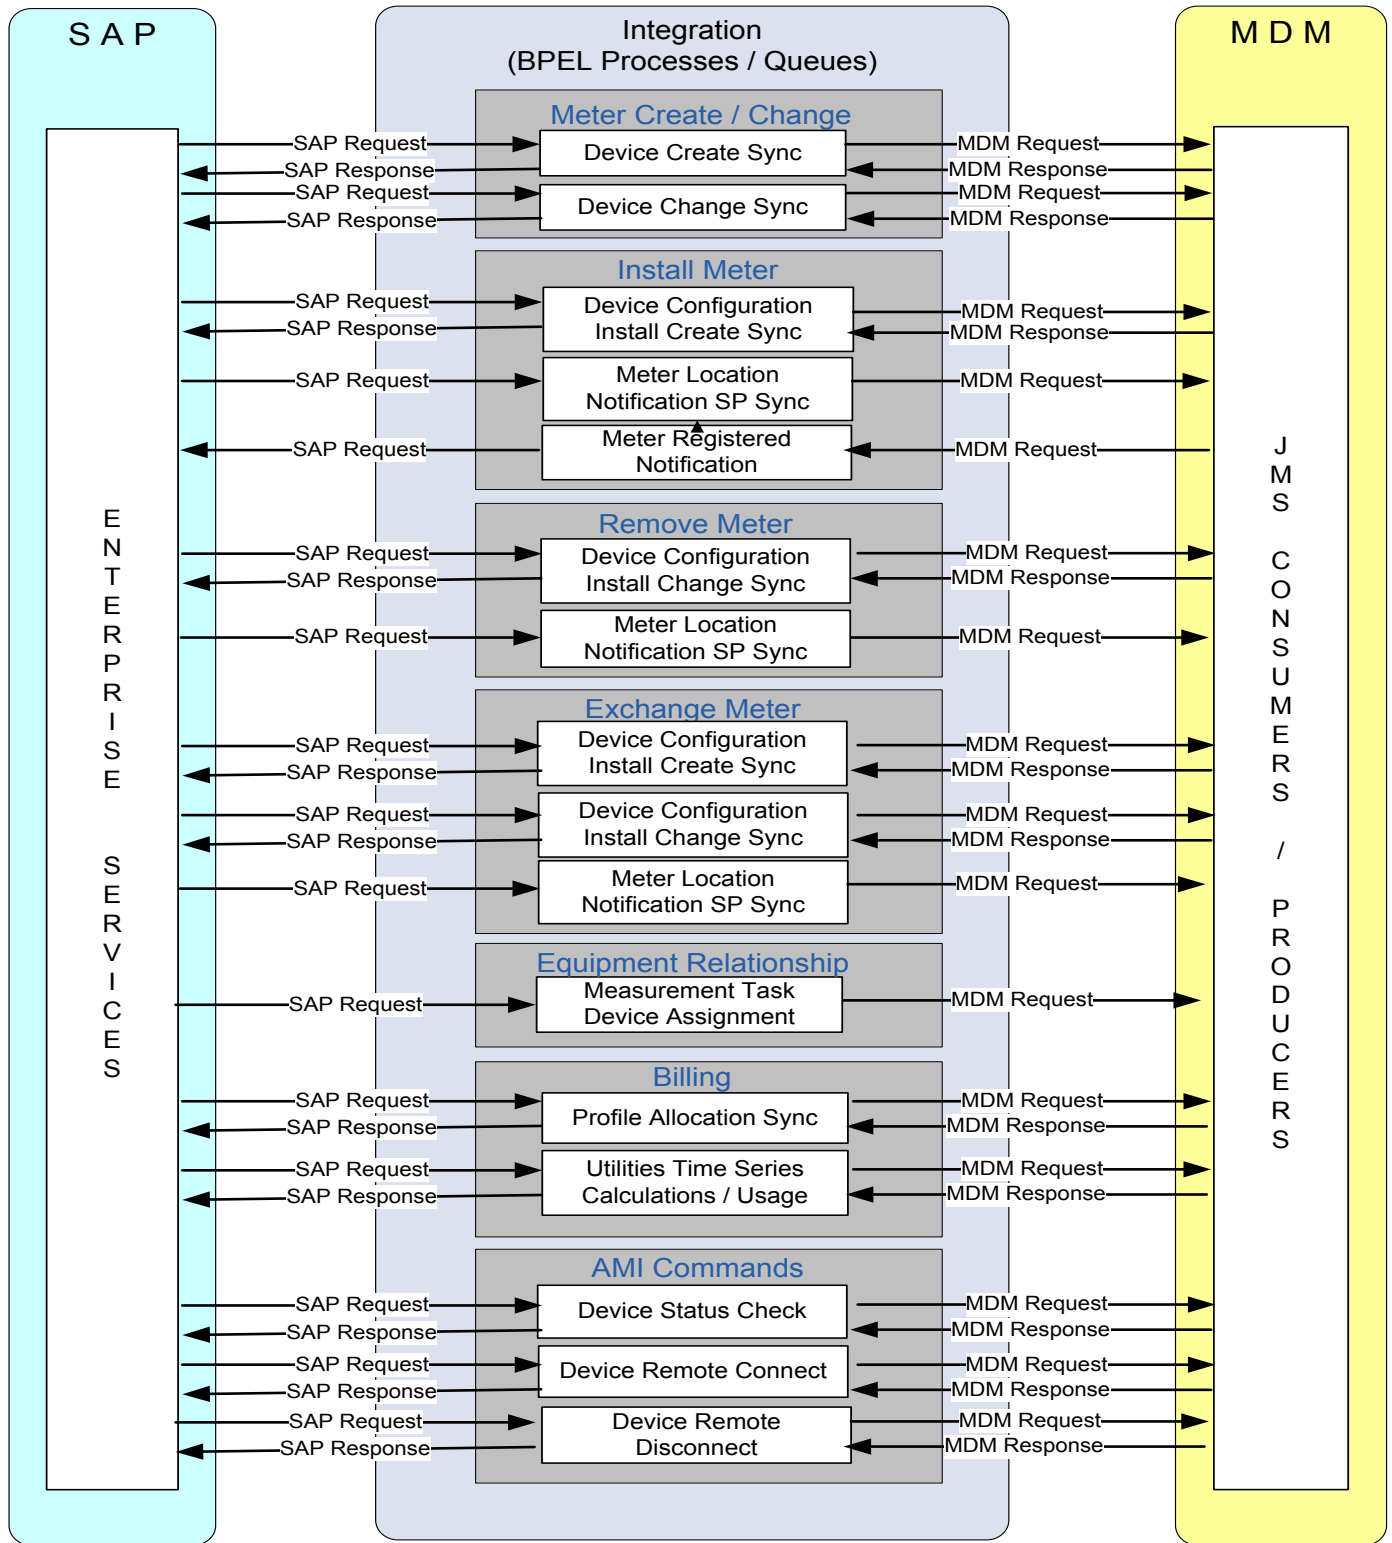 S A P
Integration
(BPEL Processes / Queues)
M D M
Meter Create / Change
SAP Request
Device Create Sync
MDM Request
SAP Response
MDM Response
SAP Request
Device Change Sync
MDM Request
SAP Response
MDM Response
Install Meter
SAP Request
Device Configuration
Install Create Sync
MDM Request
SAP Response
MDM Response
SAP Request
Meter Location
Notification SP Sync
MDM Request
SAP Request
Meter Registered
Notification
MDM Request
Remove Meter
SAP Request
Device Configuration
Install Change Sync
MDM Request
SAP Response
MDM Response
SAP Request
Meter Location
Notification SP Sync
MDM Request
Exchange Meter
SAP Request
Device Configuration
Install Create Sync
MDM Request
SAP Response
MDM Response
SAP Request
Device Configuration
Install Change Sync
MDM Request
SAP Response
MDM Response
SAP Request
Meter Location
Notification SP Sync
MDM Request
Equipment Relationship
SAP Request
Measurement Task
Device Assignment
MDM Request
Billing
SAP Request
Profile Allocation Sync
MDM Request
SAP Response
MDM Response
SAP Request
Utilities Time Series
Calculations / Usage
MDM Request
SAP Response
MDM Response
AMI Commands
SAP Request
Device Status Check
MDM Request
SAP Response
MDM Response
SAP Request
Device Remote Connect
MDM Request
SAP Response
MDM Response
SAP Request
Device Remote
Disconnect
MDM Request
SAP Response
MDM Response
ENTERPRISE SERVICES
JMS CONSUMERS / PRODUCERS